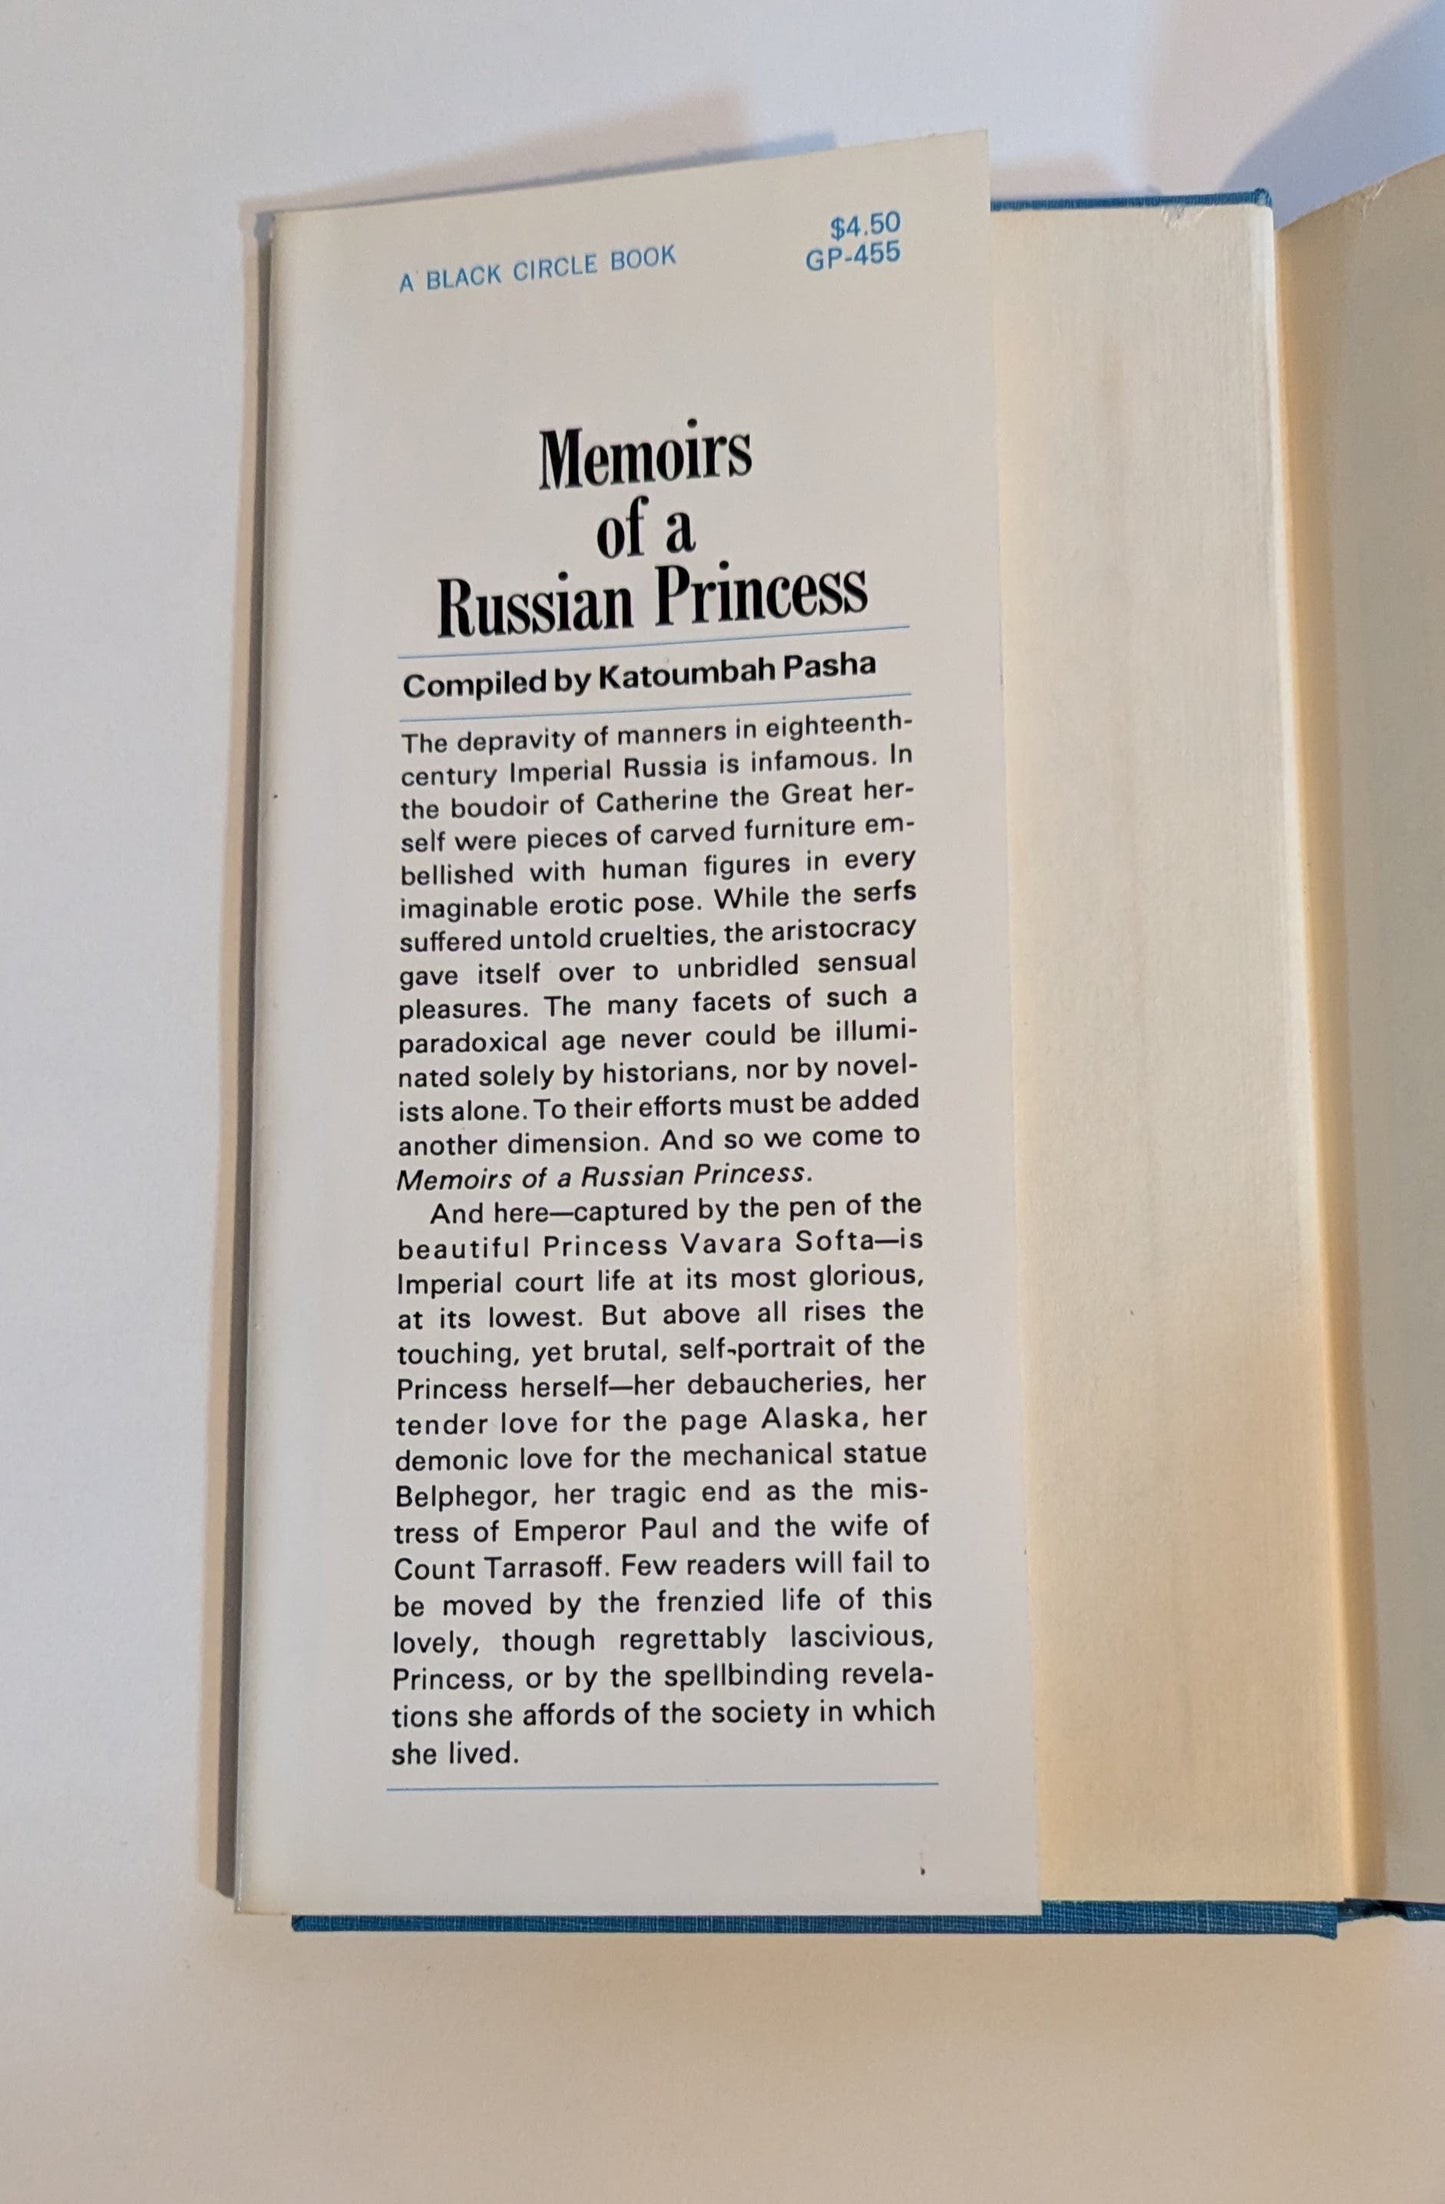 A BLACK CIRCLE BOOK
$4.50
GP-455
Memoirs
of a
Russian Princess
Compiled by Katoumbah Pasha
The depravity of manners in eighteenth-
century Imperial Russia is infamous. In
the boudoir of Catherine the Great her-
self were pieces of carved furniture em-
bellished with human figures in every
imaginable erotic pose. While the serfs
suffered untold cruelties, the aristocracy
gave itself over to unbridled sensual
pleasures. The many facets of such a
paradoxical age never could be illumi-
nated solely by historians, nor by novel-
ists alone. To their efforts must be added
another dimension. And so we come to
Memoirs of a Russian Princess.
And here—captured by the pen of the
beautiful Princess Vavara Softa—is
Imperial court life at its most glorious,
at its lowest. But above all rises the
touching, yet brutal, self-portrait of the
Princess herself—her debaucheries, her
tender love for the page Alaska, her
demonic love for the mechanical statue
Belphegor, her tragic end as the mis-
tress of Emperor Paul and the wife of
Count Tarrasoff. Few readers will fail to
be moved by the frenzied life of this
lovely, though regrettably lascivious,
Princess, or by the spellbinding revela-
tions she affords of the society in which
she lived.